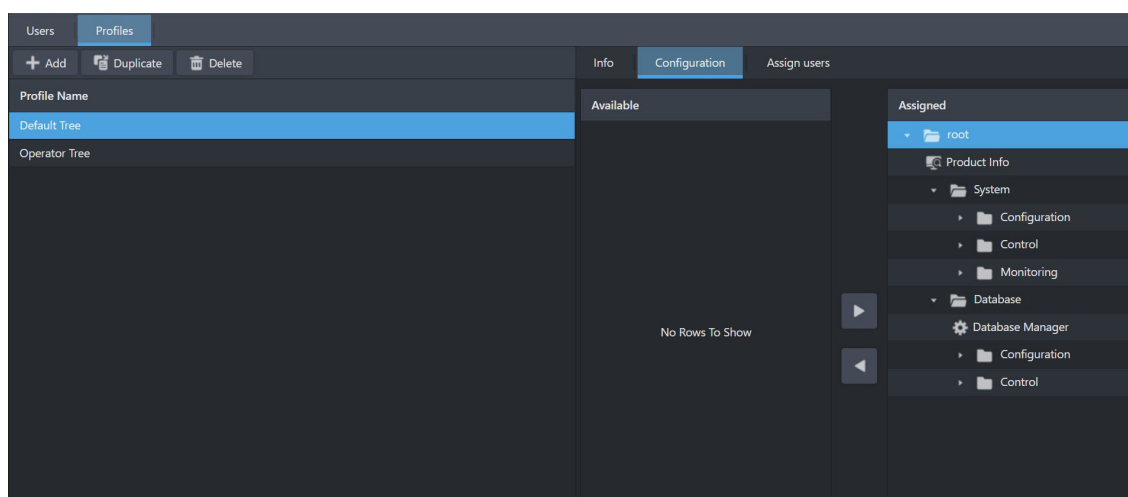 Users Profiles
Add Duplicate Delete
Profile Name
Default Tree
Operator Tree
Info Configuration Assign users
Available
No Rows To Show
Assigned
root
Product Info
System
Configuration
Control
Monitoring
Database
Database Manager
Configuration
Control